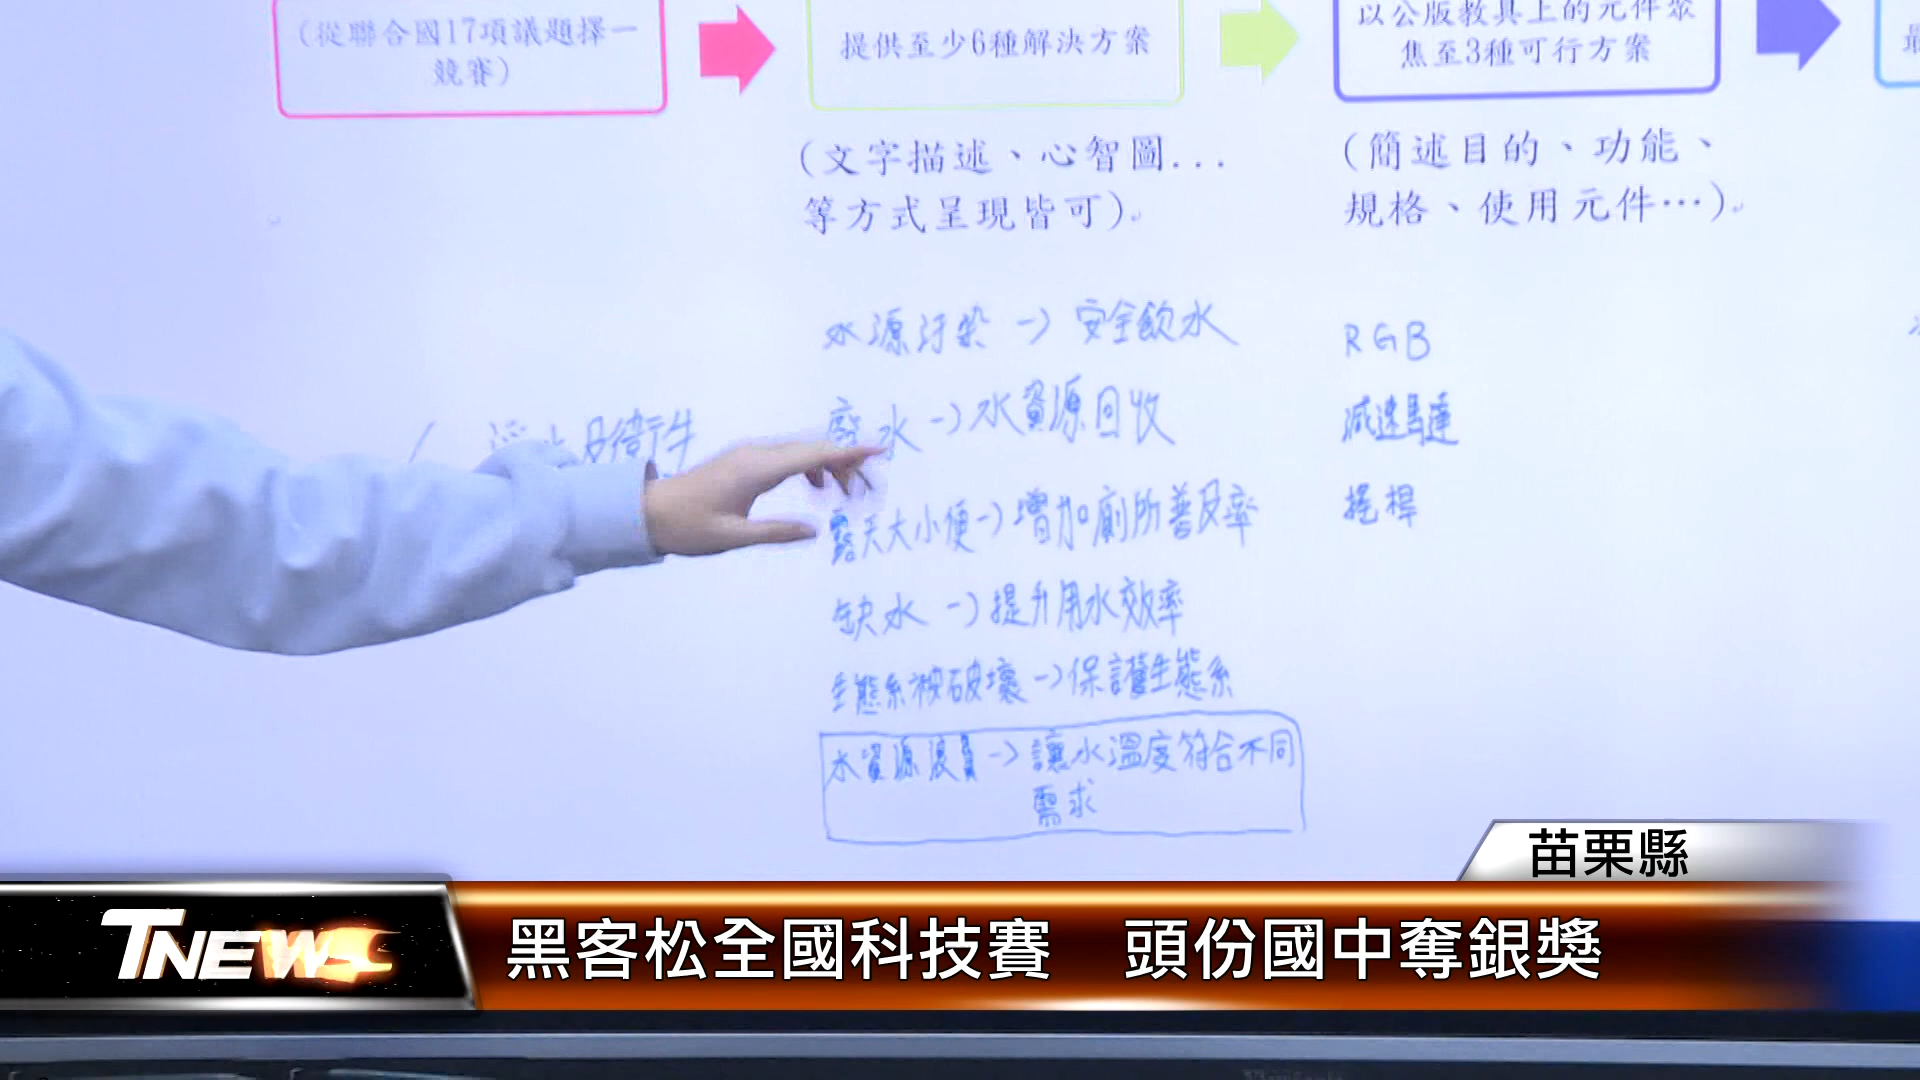 (從聯合國17項議題擇一
競賽)
提供至少6種解決方案
以公版教具上的元件聚
焦至3種可行方案
最
(文字描述、心智圖...
等方式呈現皆可)
(簡述目的、功能、
規格、使用元件…)
水源汙染→安全飲水
廢水→水資源回收
露天大小便→增加廁所普及率
缺水→提升用水效率
生態系被破壞→保護生態系
水資源浪費→讓水溫度符合不同
需求
及衛生
RGB
減速馬達
搖桿
苗栗縣
TNEWS
黑客松全國科技賽 頭份國中奪銀獎